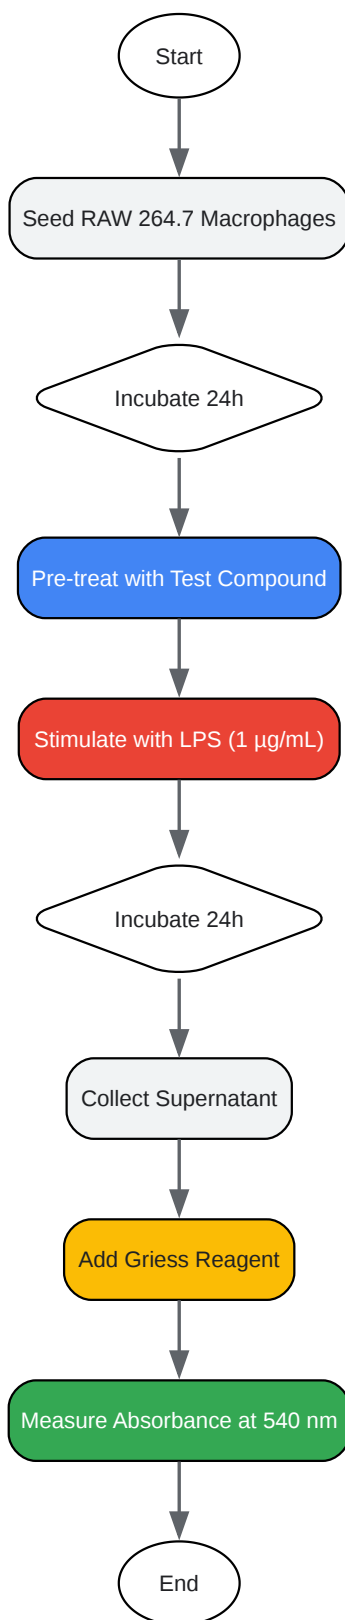 Start
Seed RAW 264.7 Macrophages
Incubate 24h
Pre-treat with Test Compound
Stimulate with LPS (1 µg/mL)
Incubate 24h
Collect Supernatant
Add Griess Reagent
Measure Absorbance at 540 nm
End